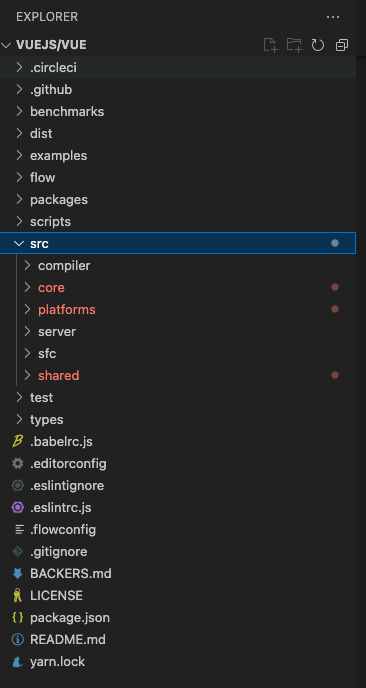 EXPLORER
VUEJS/VUE
.circleci
.github
benchmarks
dist
examples
flow
packages
scripts
src
compiler
core
platforms
server
sfc
shared
test
types
.babelrc.js
.editorconfig
.eslintignore
.eslintrc.js
.flowconfig
.gitignore
BACKERS.md
LICENSE
package.json
README.md
yarn.lock